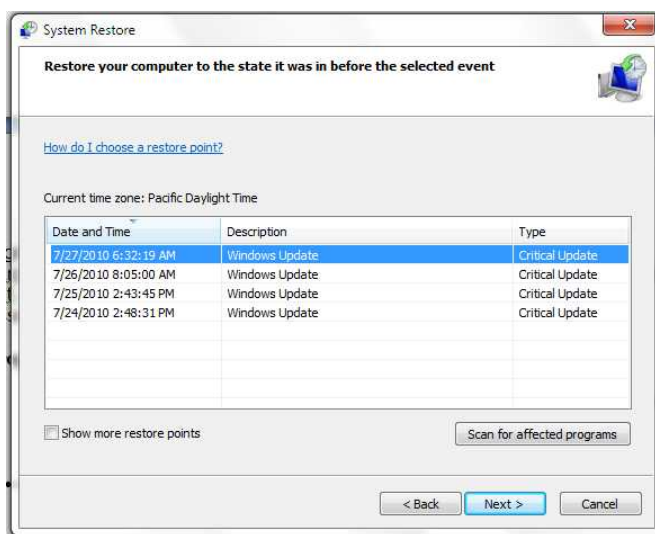 System Restore
Restore your computer to the state it was in before the selected event
How do I choose a restore point?
Current time zone: Pacific Daylight Time
Date and Time Description Type
7/27/2010 6:32:19 AM Windows Update Critical Update
7/26/2010 8:05:00 AM Windows Update Critical Update
7/25/2010 2:43:45 PM Windows Update Critical Update
7/24/2010 2:48:31 PM Windows Update Critical Update
Show more restore points Scan for affected programs
< Back Next > Cancel